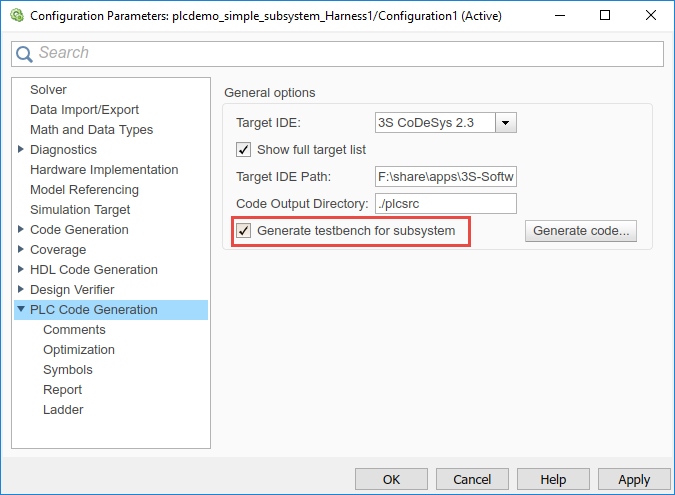 Configuration Parameters: plcdemo_simple_subsystem_Harness1/Configuration1 (Active)
Search
Solver
Data Import/Export
Math and Data Types
Diagnostics
Hardware Implementation
Model Referencing
Simulation Target
Code Generation
Coverage
HDL Code Generation
Design Verifier
PLC Code Generation
Comments
Optimization
Symbols
Report
Ladder
General options
Target IDE: 3S CoDeSys 2.3
Show full target list
Target IDE Path: F:\share\apps\3S-Softw
Code Output Directory: ./plcsrc
Generate testbench for subsystem Generate code...
OK Cancel Help Apply